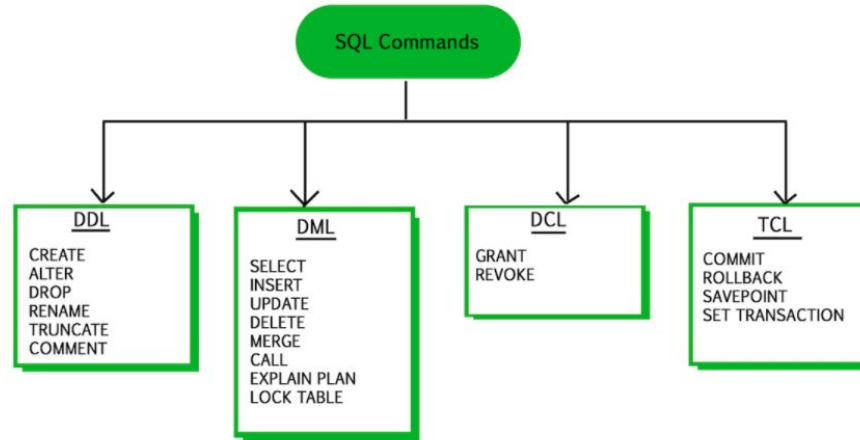 SQL Commands
DDL
CREATE
ALTER
DROP
RENAME
TRUNCATE
COMMENT
DML
SELECT
INSERT
UPDATE
DELETE
MERGE
CALL
EXPLAIN PLAN
LOCK TABLE
DCL
GRANT
REVOKE
TCL
COMMIT
ROLLBACK
SAVEPOINT
SET TRANSACTION